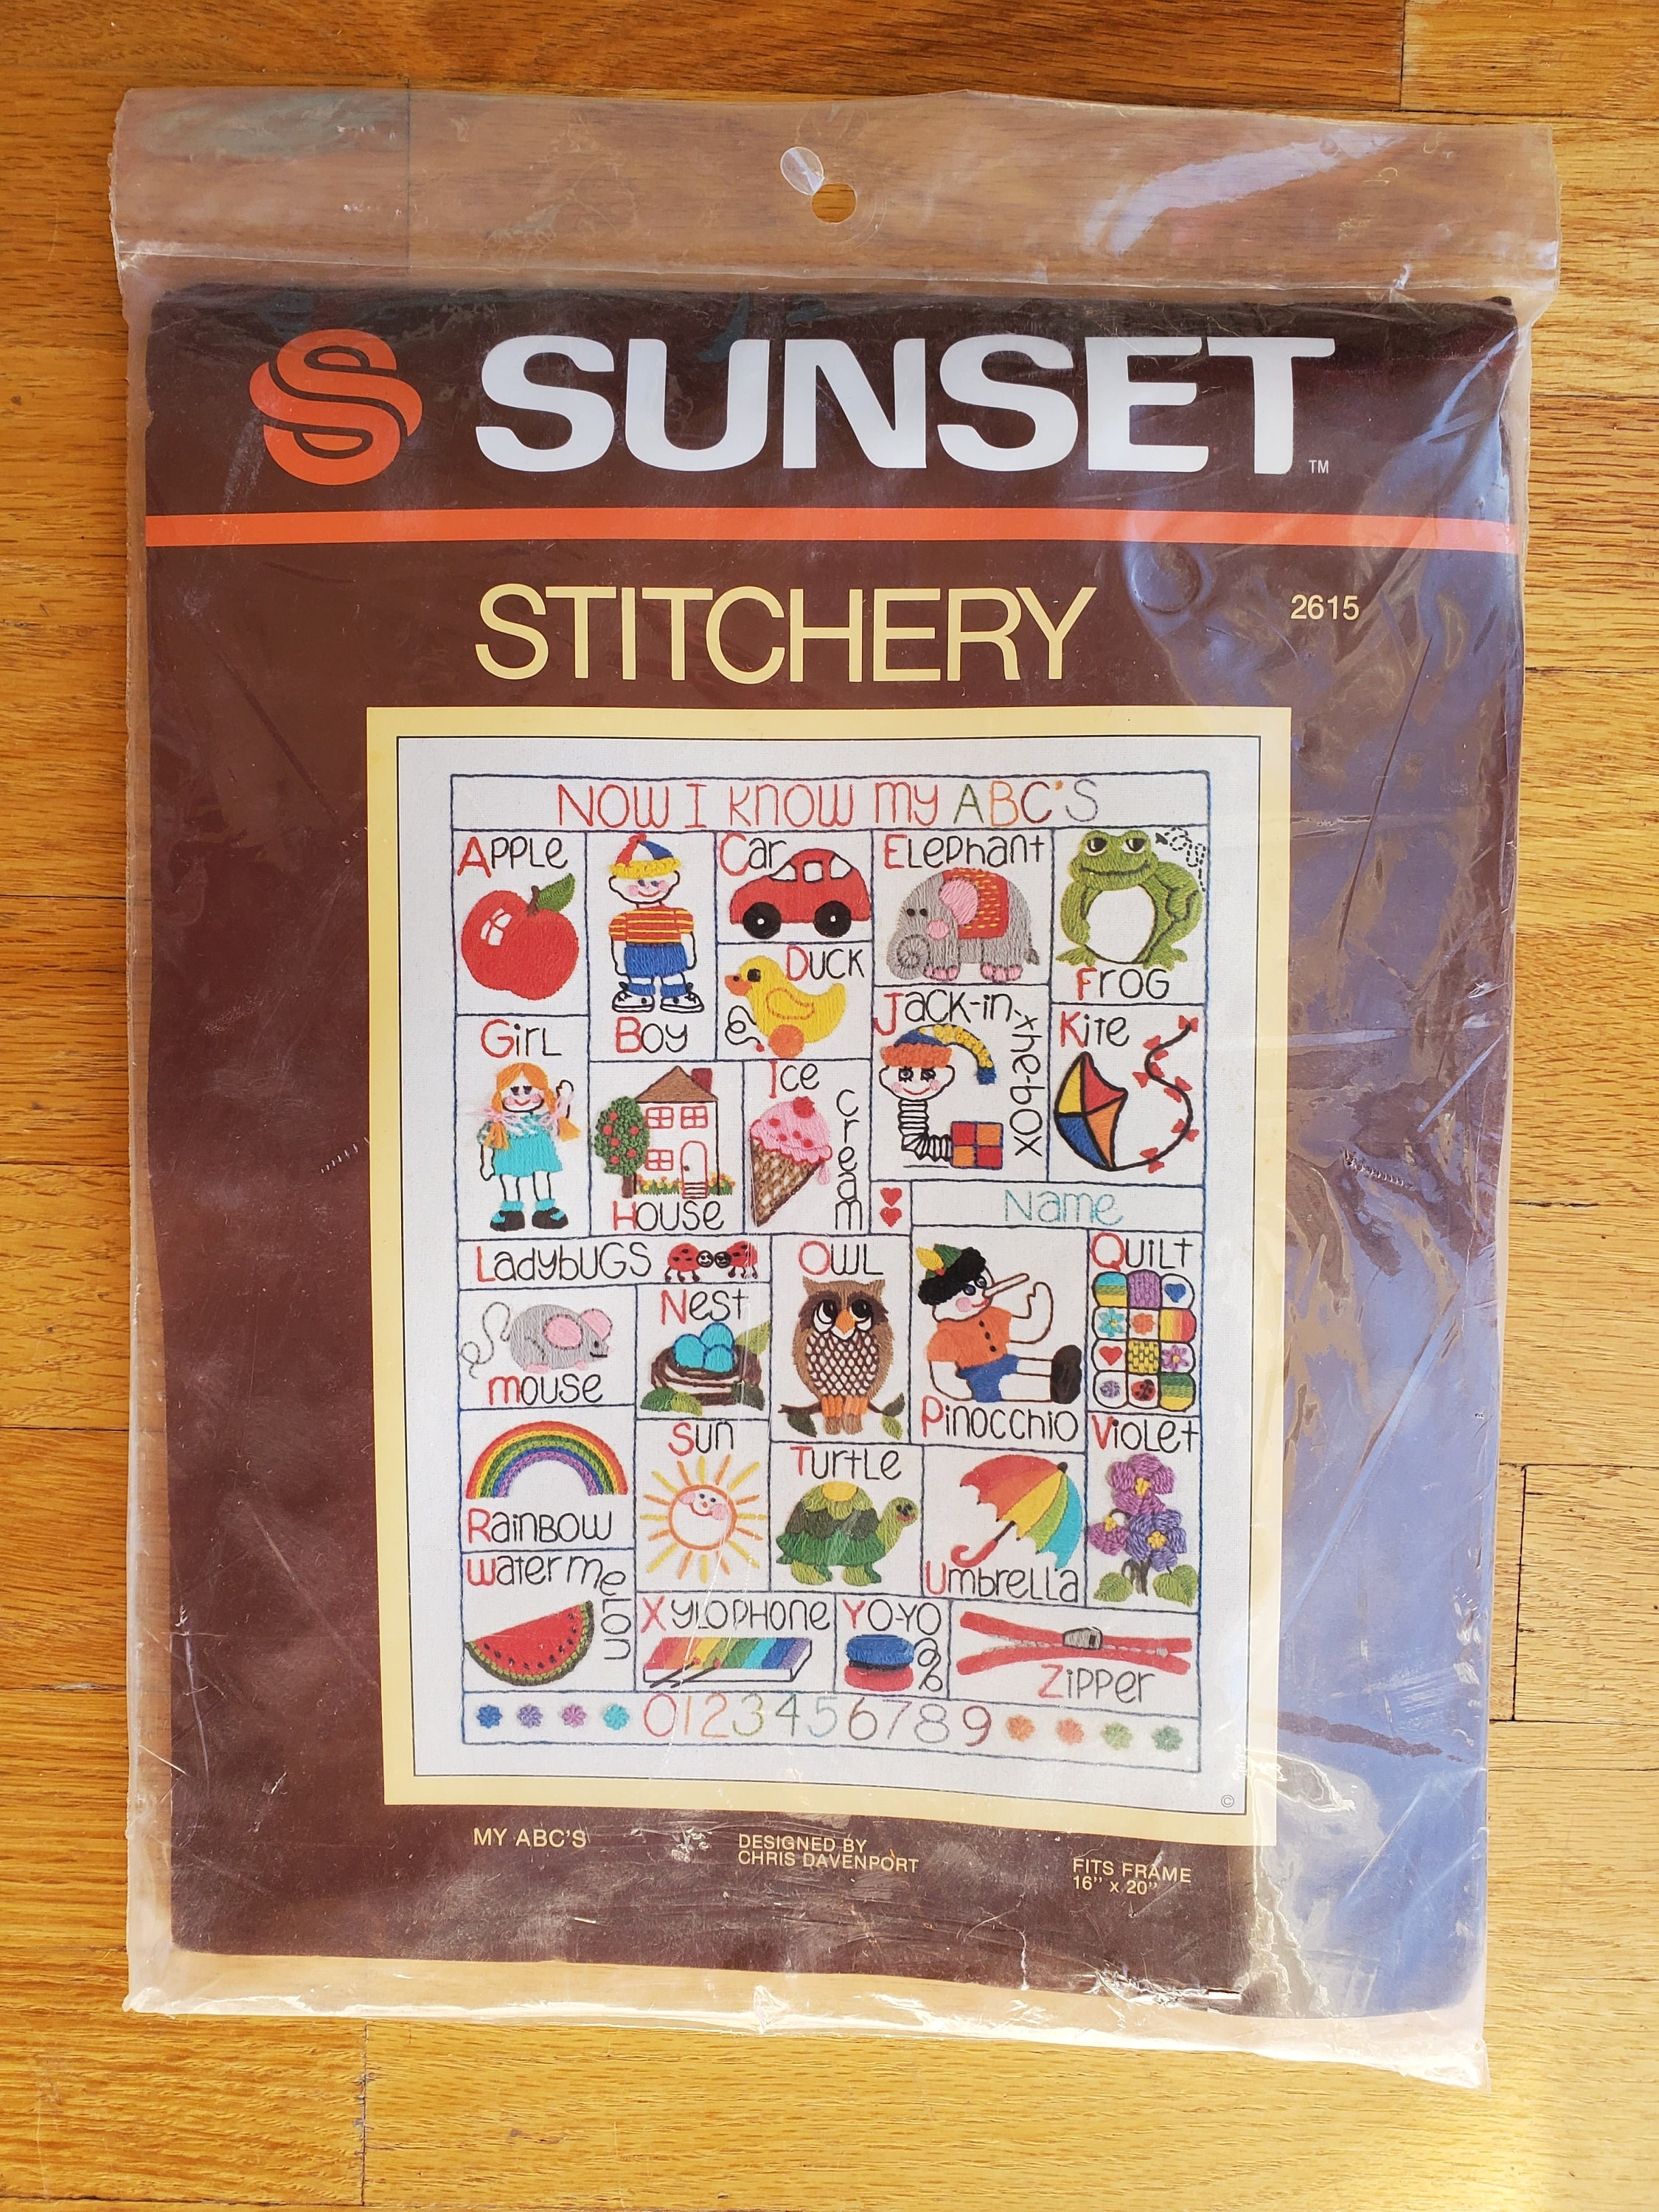 SUNSET TM
STITCHERY
2615
NOW I KNOW MY ABC'S
APPLE
BOY
Car
DUCK
ELEPHANT
FROG
GIRL
HOUSE
Ice cream
Jack-in-the-box
Kite
Name
LADYBUGS
MOUSE
NEST
OWL
Pinocchio
QUILT
RAINBOW
SUN
TURTLE
UMBRELLA
VIOLET
Watermelon
XYLOPHONE
YO-YO
ZIPPER
0123456789
©
MY ABC'S
DESIGNED BY
CHRIS DAVENPORT
FITS FRAME
16" x 20"